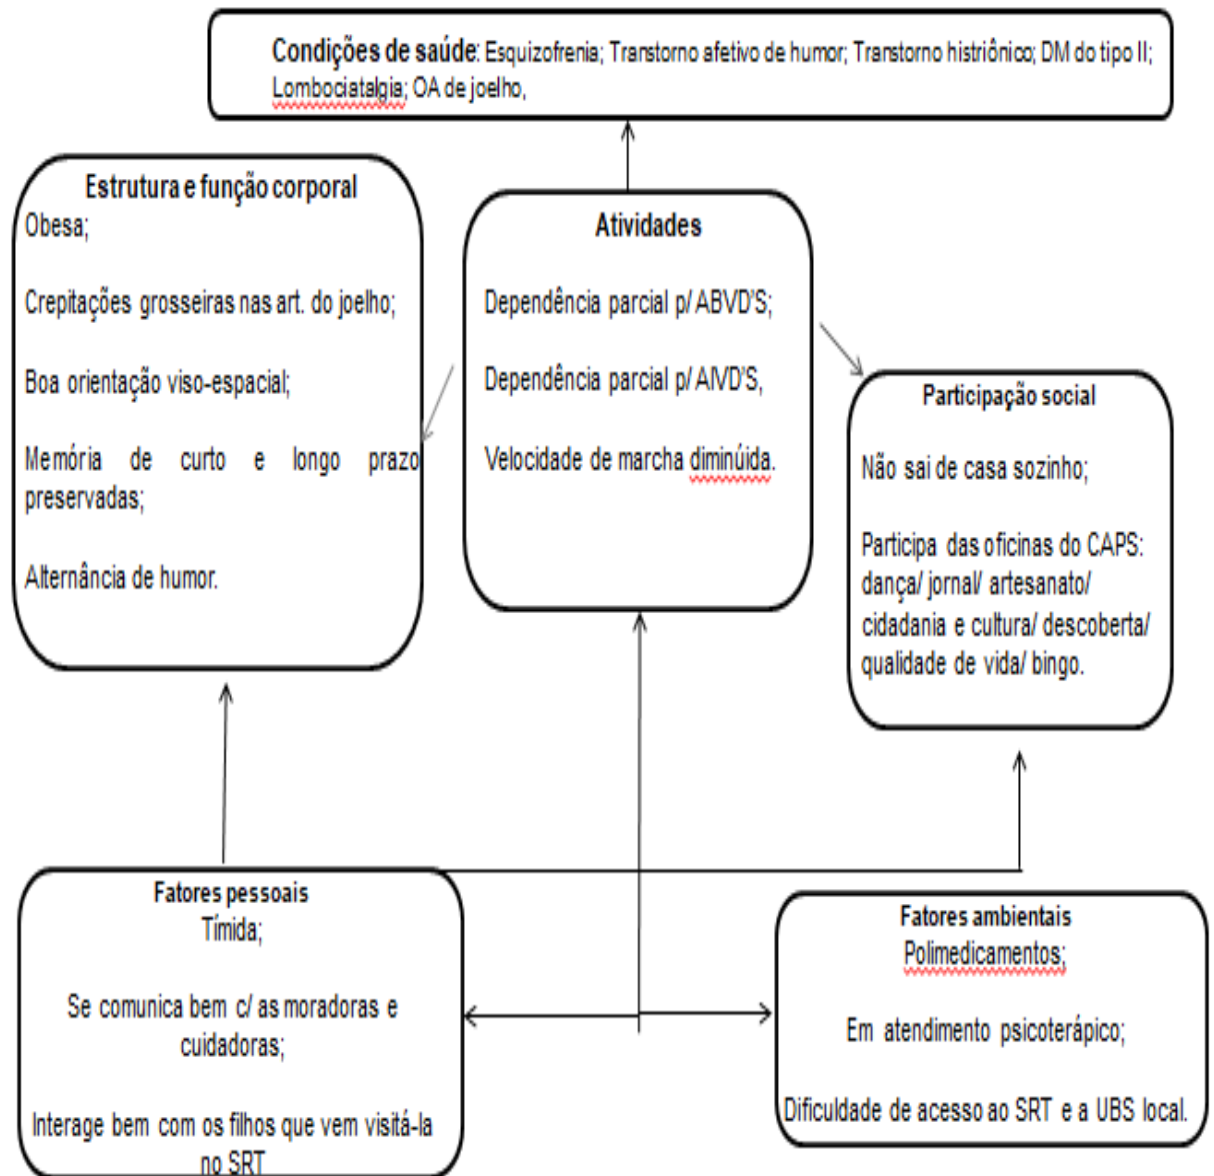 Condições de saúde: Esquizofrenia; Transtorno afetivo de humor; Transtorno histriônico; DM do tipo II;
Lombociatalgia; OA de joelho,
Estrutura e função corporal
Obesa;
Crepitações grosseiras nas art. do joelho;
Boa orientação viso-espacial;
Memória de curto e longo prazo
preservadas;
Alternância de humor.
Atividades
Dependência parcial p/ ABVD'S;
Dependência parcial p/ AIVD'S,
Velocidade de marcha diminúida.
Participação social
Não sai de casa sozinho;
Participa das oficinas do CAPS:
dança/ jornal/ artesanato/
cidadania e cultura/ descoberta/
qualidade de vida/ bingo.
Fatores pessoais
Tímida;
Se comunica bem c/ as moradoras e
cuidadoras;
Interage bem com os filhos que vem visitá-la
no SRT
Fatores ambientais
Polimedicamentos;
Em atendimento psicoterápico;
Dificuldade de acesso ao SRT e a UBS local.